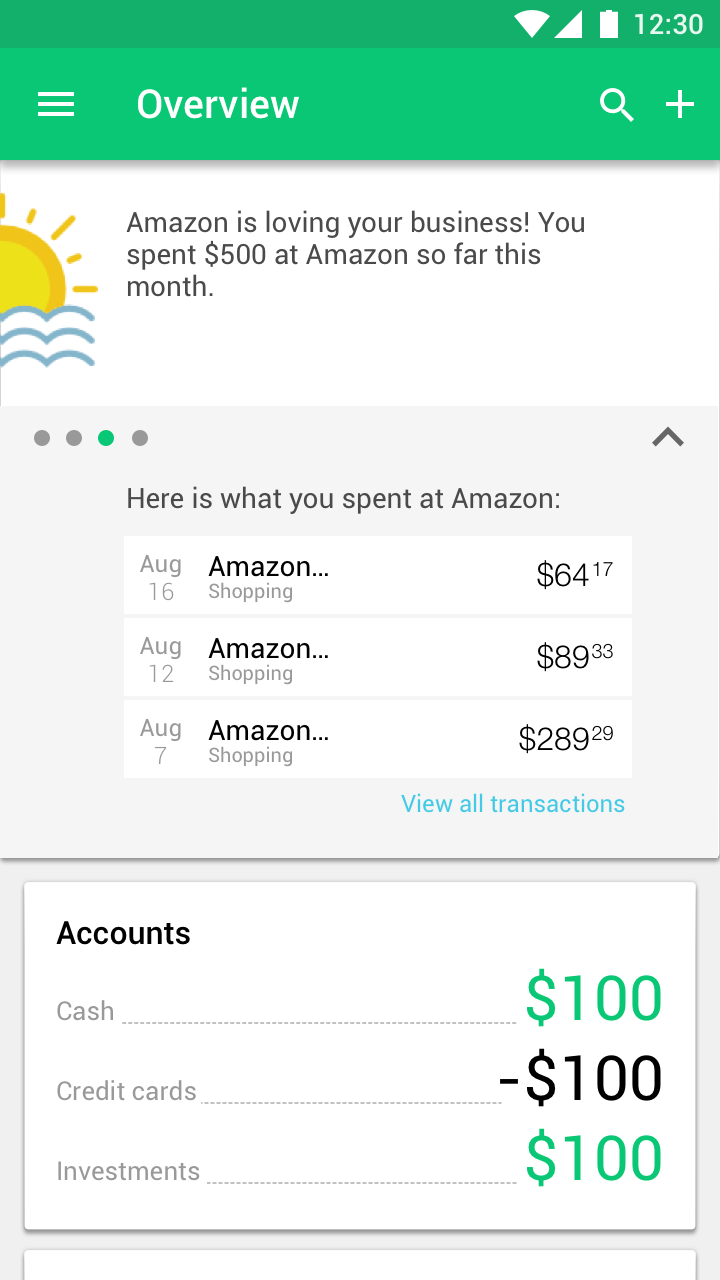 12:30
Overview
Amazon is loving your business! You
spent $500 at Amazon so far this
month.
Here is what you spent at Amazon:
Aug 16 Amazon... $64 17
Shopping
Aug 12 Amazon... $89 33
Shopping
Aug 7 Amazon... $289 29
Shopping
View all transactions
Accounts
Cash $100
Credit cards -$100
Investments $100